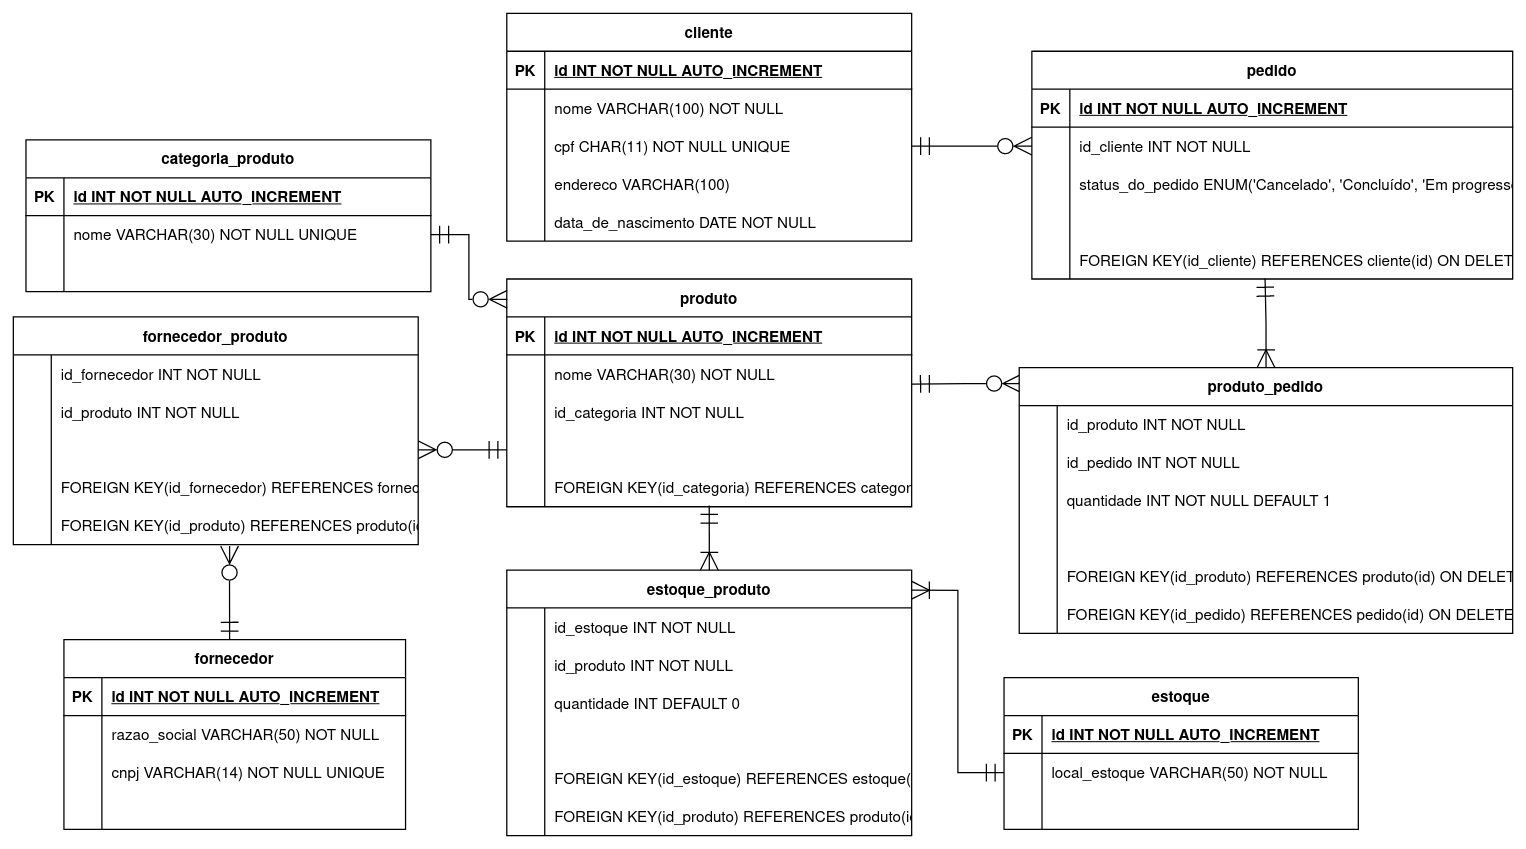 cliente
PK id INT NOT NULL AUTO_INCREMENT
nome VARCHAR(100) NOT NULL
cpf CHAR(11) NOT NULL UNIQUE
endereco VARCHAR(100)
data_de_nascimento DATE NOT NULL
pedido
PK id INT NOT NULL AUTO_INCREMENT
id_cliente INT NOT NULL
status_do_pedido ENUM('Cancelado', 'Concluído', 'Em progresso
FOREIGN KEY(id_cliente) REFERENCES cliente(id) ON DELET
categoria_produto
PK id INT NOT NULL AUTO_INCREMENT
nome VARCHAR(30) NOT NULL UNIQUE
produto
PK id INT NOT NULL AUTO_INCREMENT
nome VARCHAR(30) NOT NULL
id_categoria INT NOT NULL
FOREIGN KEY(id_categoria) REFERENCES categor
fornecedor_produto
id_fornecedor INT NOT NULL
id_produto INT NOT NULL
FOREIGN KEY(id_fornecedor) REFERENCES fornec
FOREIGN KEY(id_produto) REFERENCES produto(id
produto_pedido
id_produto INT NOT NULL
id_pedido INT NOT NULL
quantidade INT NOT NULL DEFAULT 1
FOREIGN KEY(id_produto) REFERENCES produto(id) ON DELET
FOREIGN KEY(id_pedido) REFERENCES pedido(id) ON DELETE
estoque_produto
id_estoque INT NOT NULL
id_produto INT NOT NULL
quantidade INT DEFAULT 0
FOREIGN KEY(id_estoque) REFERENCES estoque(
FOREIGN KEY(id_produto) REFERENCES produto(id
fornecedor
PK id INT NOT NULL AUTO_INCREMENT
razao_social VARCHAR(50) NOT NULL
cnpj VARCHAR(14) NOT NULL UNIQUE
estoque
PK id INT NOT NULL AUTO_INCREMENT
local_estoque VARCHAR(50) NOT NULL